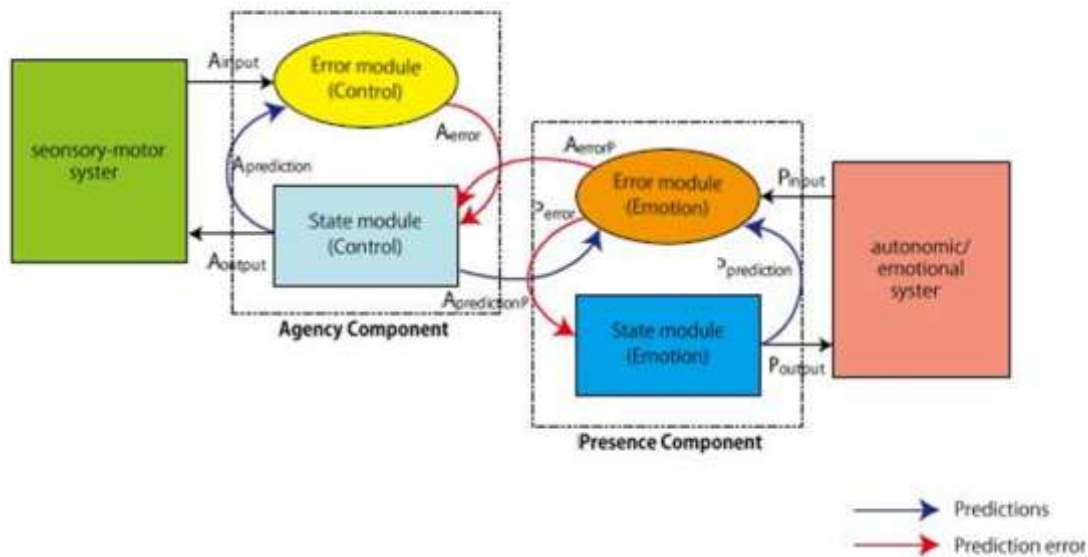 Error module
(Control)
Ainput
Aerror
seonsory-motor
syster
Aprediction
State module
(Control)
Aoutput
AerrorP
Error module
(Emotion)
Pinput
Perror
autonomic/
emotional
syster
Pprediction
ApredictionP
Agency Component
State module
(Emotion)
Poutput
Presence Component
Predictions
Prediction error